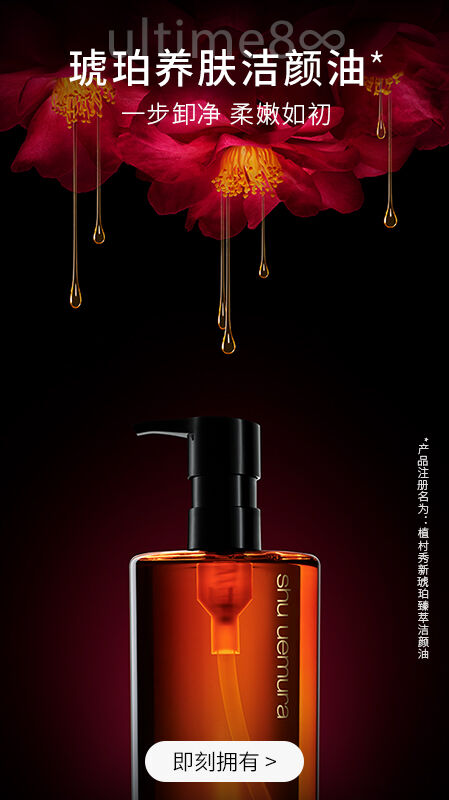 ultime8∞
琥珀养肤洁颜油*
一步卸净 柔嫩如初
*产品注册名为：植村秀新琥珀臻萃洁颜油
shu uemura
即刻拥有 >